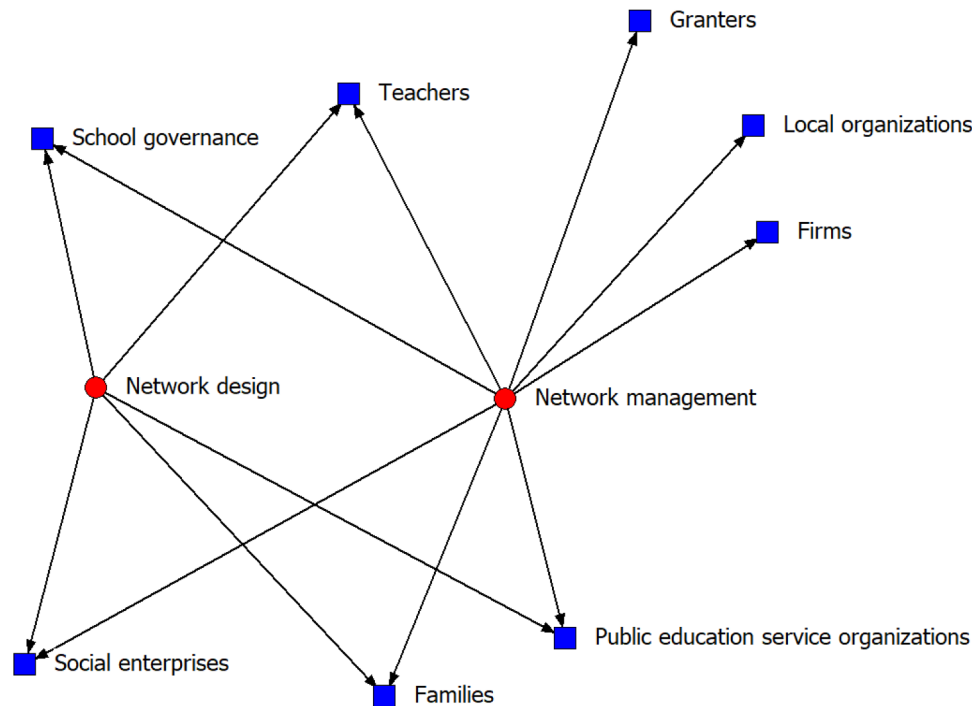 Granters
Teachers
Local organizations
School governance
Firms
Network design
Network management
Public education service organizations
Social enterprises
Families